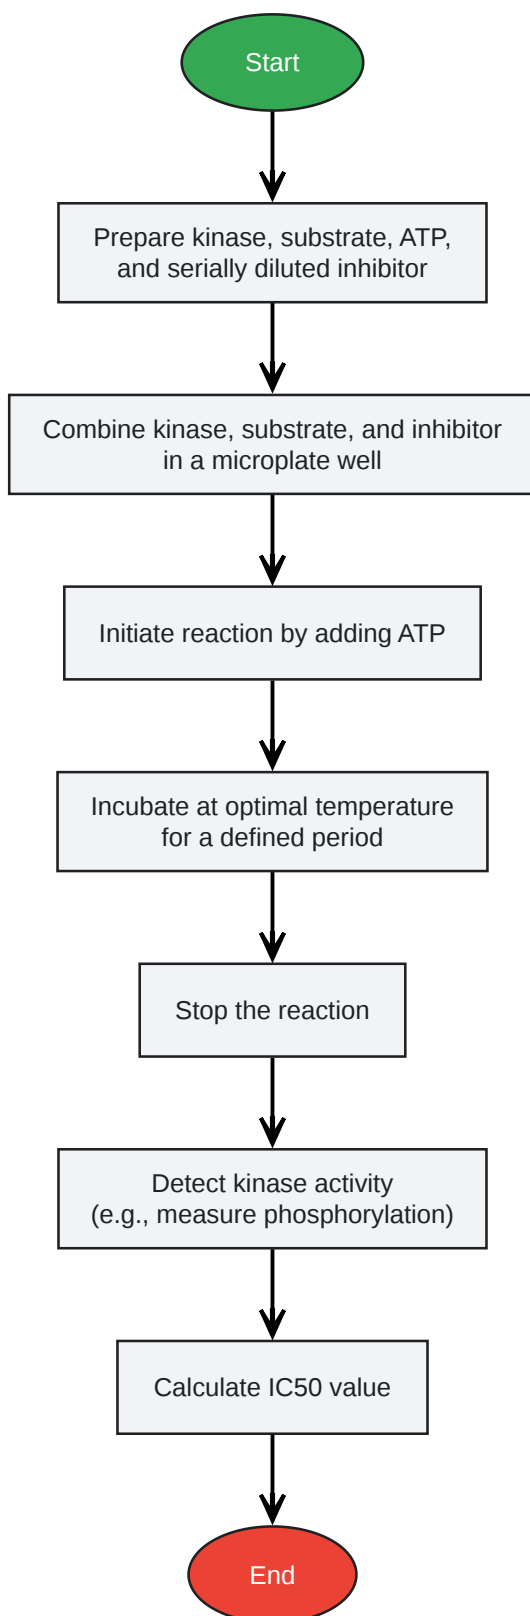 Start
Prepare kinase, substrate, ATP,
and serially diluted inhibitor
Combine kinase, substrate, and inhibitor
in a microplate well
Initiate reaction by adding ATP
Incubate at optimal temperature
for a defined period
Stop the reaction
Detect kinase activity
(e.g., measure phosphorylation)
Calculate IC50 value
End